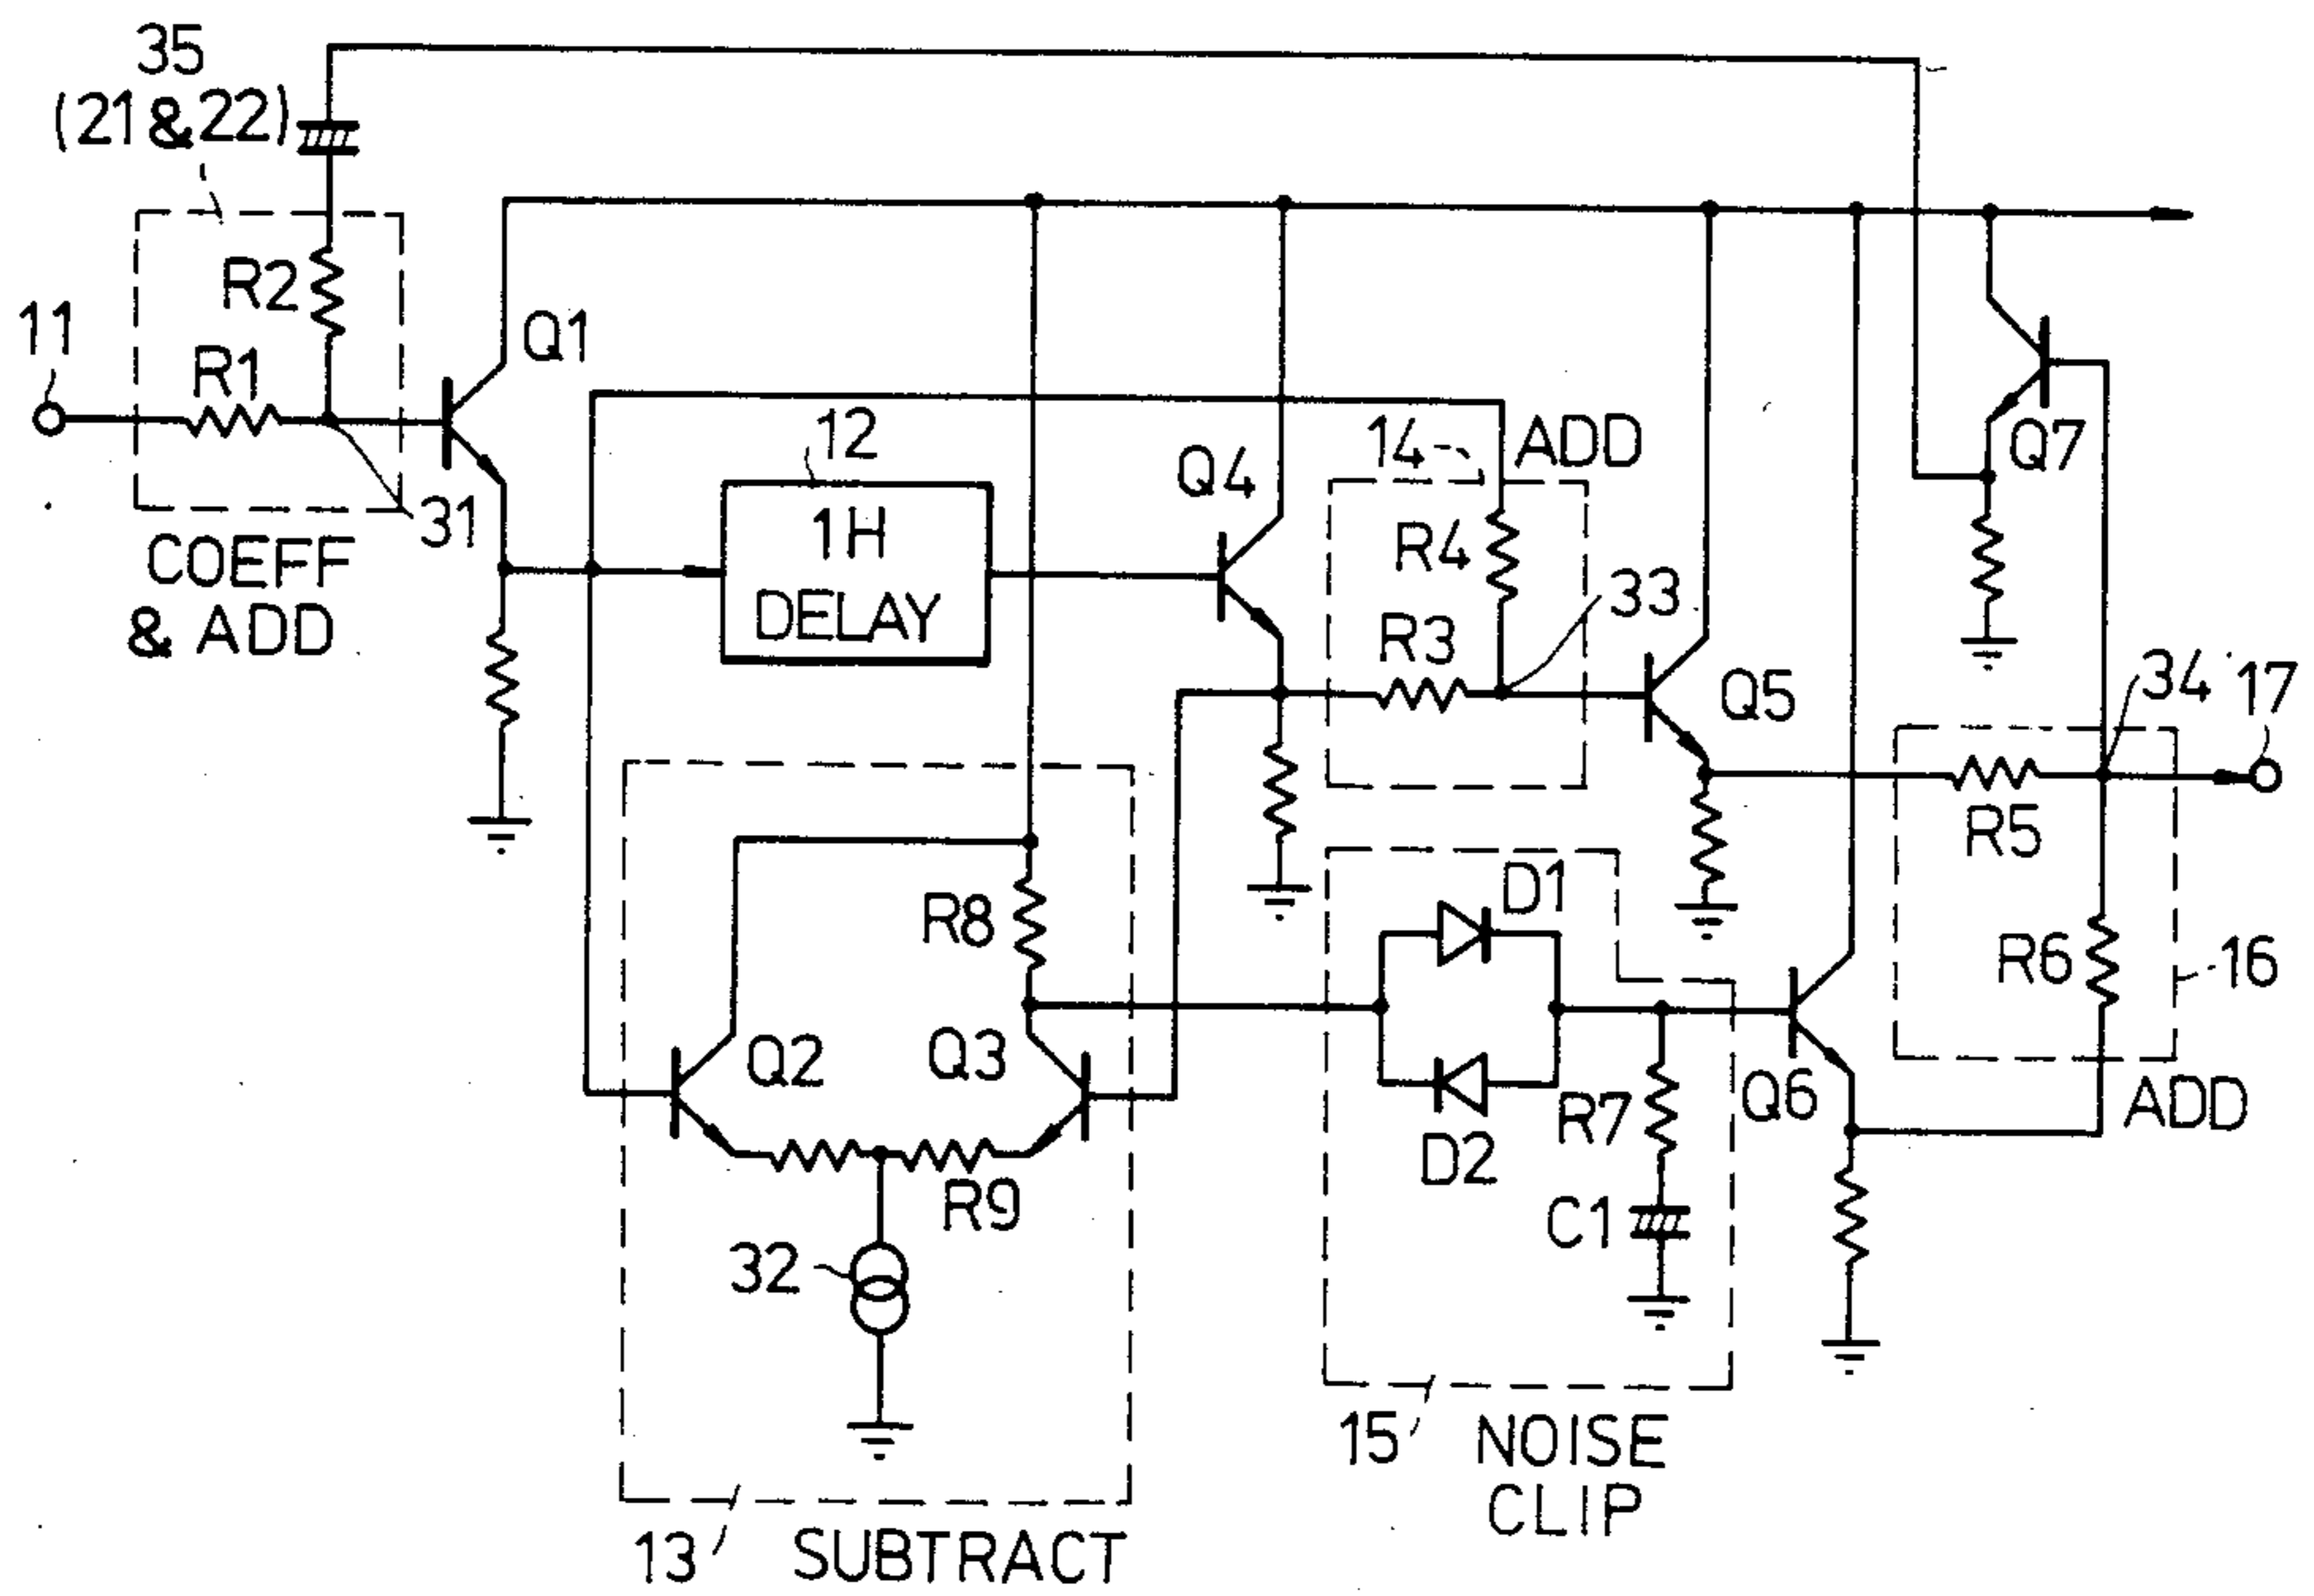 35
(21&22)
R2
11
R1
Q1
31
COEFF
& ADD
12
1H
DELAY
Q4
14
ADD
R4
R3
33
Q5
Q7
34
17
R5
R6
16
ADD
R8
Q2
Q3
R9
32
D1
D2
R7
C1
Q6
15
NOISE
CLIP
13
SUBTRACT